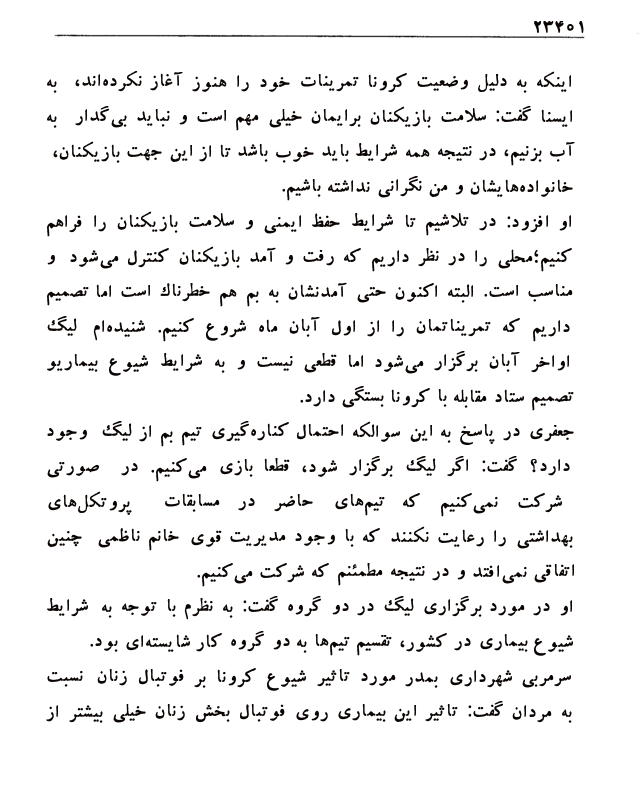 ۲۳۴۰۱
اینکه به دلیل وضعیت کرونا تمرینات خود را هنوز آغاز نکرده‌اند، به
ایسنا گفت: سلامت بازیکنان برایمان خیلی مهم است و نباید بی‌گدار به
آب بزنیم، در نتیجه همه شرایط باید خوب باشد تا از این جهت بازیکنان،
خانواده‌هایشان و من نگرانی نداشته باشیم.
او افزود: در تلاشیم تا شرایط حفظ ایمنی و سلامت بازیکنان را فراهم
کنیم؛محلی را در نظر داریم که رفت و آمد بازیکنان کنترل می‌شود و
مناسب است. البته اکنون حتی آمدنشان به بم هم خطرناك است اما تصمیم
داریم که تمریناتمان را از اول آبان ماه شروع کنیم. شنیده‌ام لیگ
اواخر آبان برگزار می‌شود اما قطعی نیست و به شرایط شیوع بیماریو
تصمیم ستاد مقابله با کرونا بستگی دارد.
جعفری در پاسخ به این سوالکه احتمال کناره‌گیری تیم بم از لیگ وجود
دارد؟ گفت: اگر لیگ برگزار شود، قطعا بازی می‌کنیم. در صورتی
شرکت نمی‌کنیم که تیم‌های حاضر در مسابقات پروتکل‌های
بهداشتی را رعایت نکنند که با وجود مدیریت قوی خانم ناظمی چنین
اتفاقی نمی‌افتد و در نتیجه مطمئنم که شرکت می‌کنیم.
او در مورد برگزاری لیگ در دو گروه گفت: به نظرم با توجه به شرایط
شیوع بیماری در کشور، تقسیم تیم‌ها به دو گروه کار شایسته‌ای بود.
سرمربی شهرداری بمدر مورد تاثیر شیوع کرونا بر فوتبال زنان نسبت
به مردان گفت: تاثیر این بیماری روی فوتبال بخش زنان خیلی بیشتر از